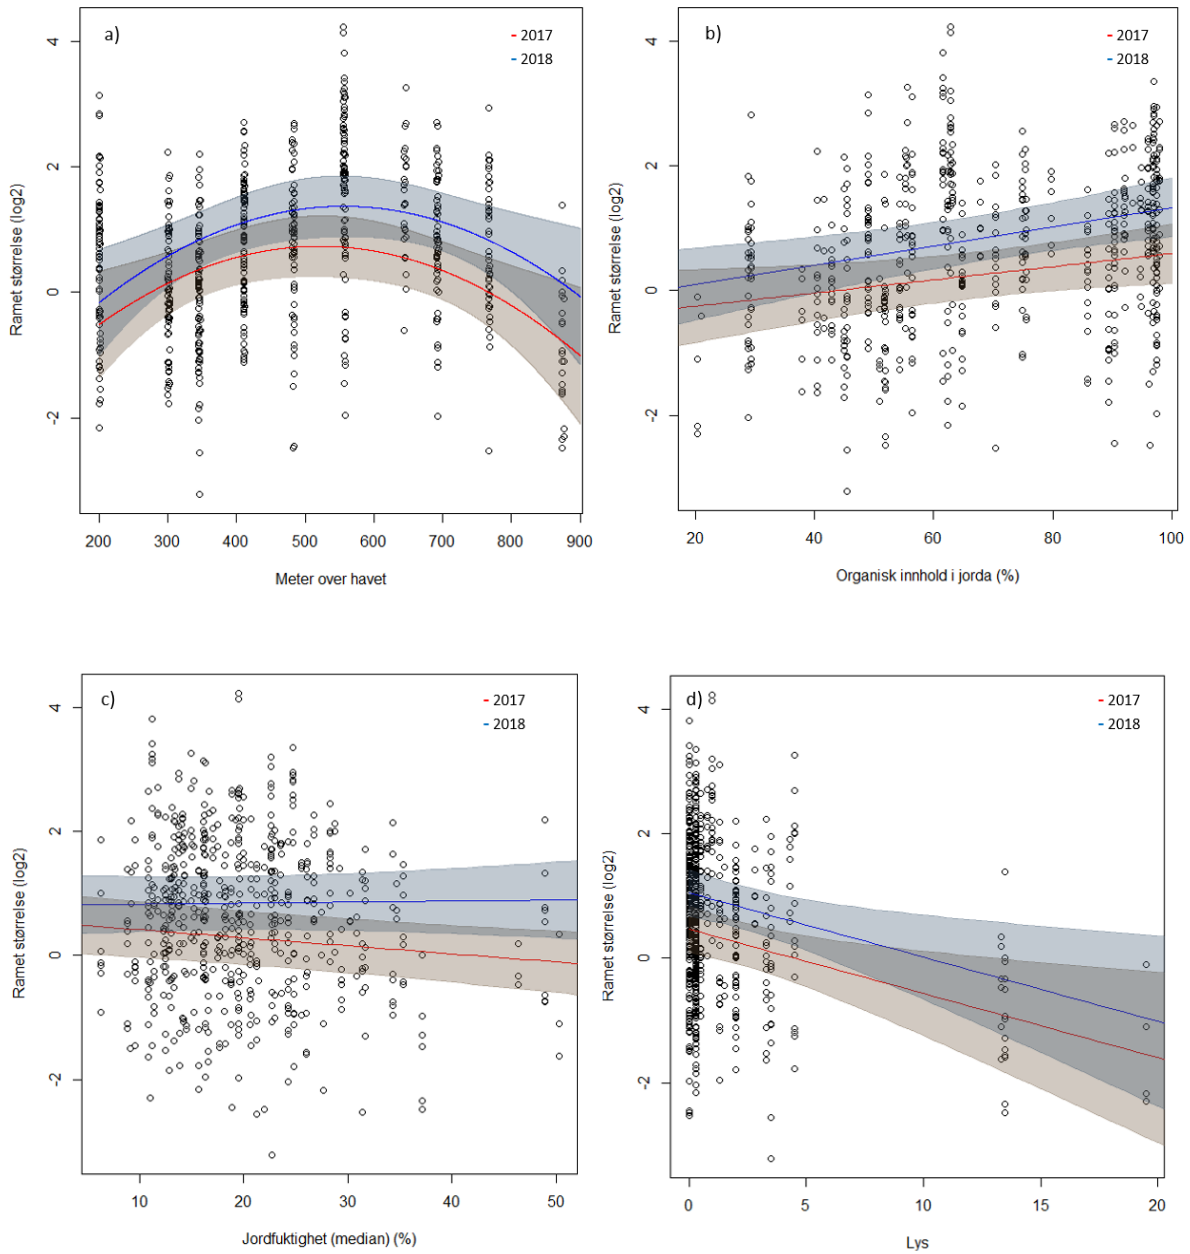 a)
- 2017
- 2018
Ramet størrelse (log2)
4
2
0
-2
200 300 400 500 600 700 800 900
Meter over havet
b)
- 2017
- 2018
Ramet størrelse (log2)
4
2
0
-2
20 40 60 80 100
Organisk innhold i jorda (%)
c)
- 2017
- 2018
Ramet størrelse (log2)
4
2
0
-2
10 20 30 40 50
Jordfuktighet (median) (%)
d)
- 2017
- 2018
Ramet størrelse (log2)
4
2
0
-2
0 5 10 15 20
Lys